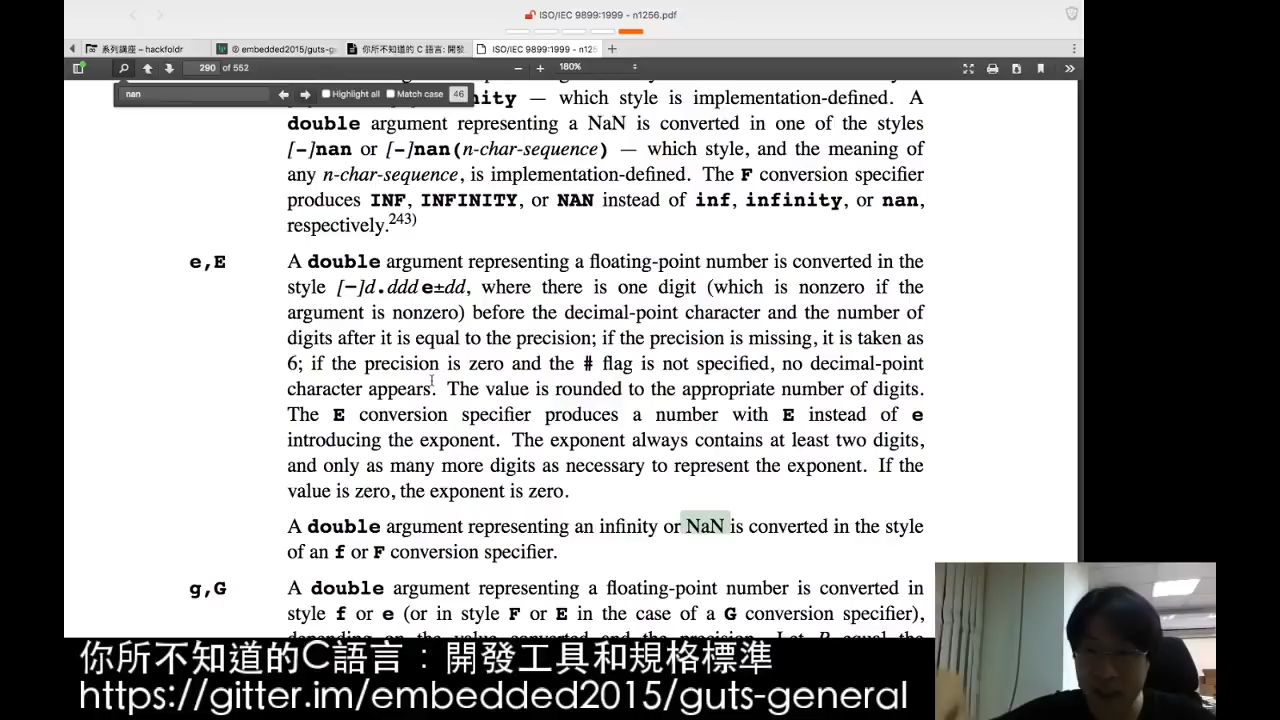 ISO/IEC 9899:1999 - n1256.pdf
系列講座 – hackfoldr
embedded2015/guts-g
你所不知道的 C 語言: 開發
ISO/IEC 9899:1999 - n125
290 of 552
180%
nan
Highlight all
Match case
46
nity — which style is implementation-defined. A
double argument representing a NaN is converted in one of the styles
[−]nan or [−]nan(n-char-sequence) — which style, and the meaning of
any n-char-sequence, is implementation-defined. The F conversion specifier
produces INF, INFINITY, or NAN instead of inf, infinity, or nan,
respectively.243)
e,E A double argument representing a floating-point number is converted in the
style [−]d.ddd e±dd, where there is one digit (which is nonzero if the
argument is nonzero) before the decimal-point character and the number of
digits after it is equal to the precision; if the precision is missing, it is taken as
6; if the precision is zero and the # flag is not specified, no decimal-point
character appears. The value is rounded to the appropriate number of digits.
The E conversion specifier produces a number with E instead of e
introducing the exponent. The exponent always contains at least two digits,
and only as many more digits as necessary to represent the exponent. If the
value is zero, the exponent is zero.
A double argument representing an infinity or NaN is converted in the style
of an f or F conversion specifier.
g,G A double argument representing a floating-point number is converted in
style f or e (or in style F or E in the case of a G conversion specifier),
depending on the value converted and the precision. Let P equal the
你所不知道的C語言：開發工具和規格標準
https://gitter.im/embedded2015/guts-general